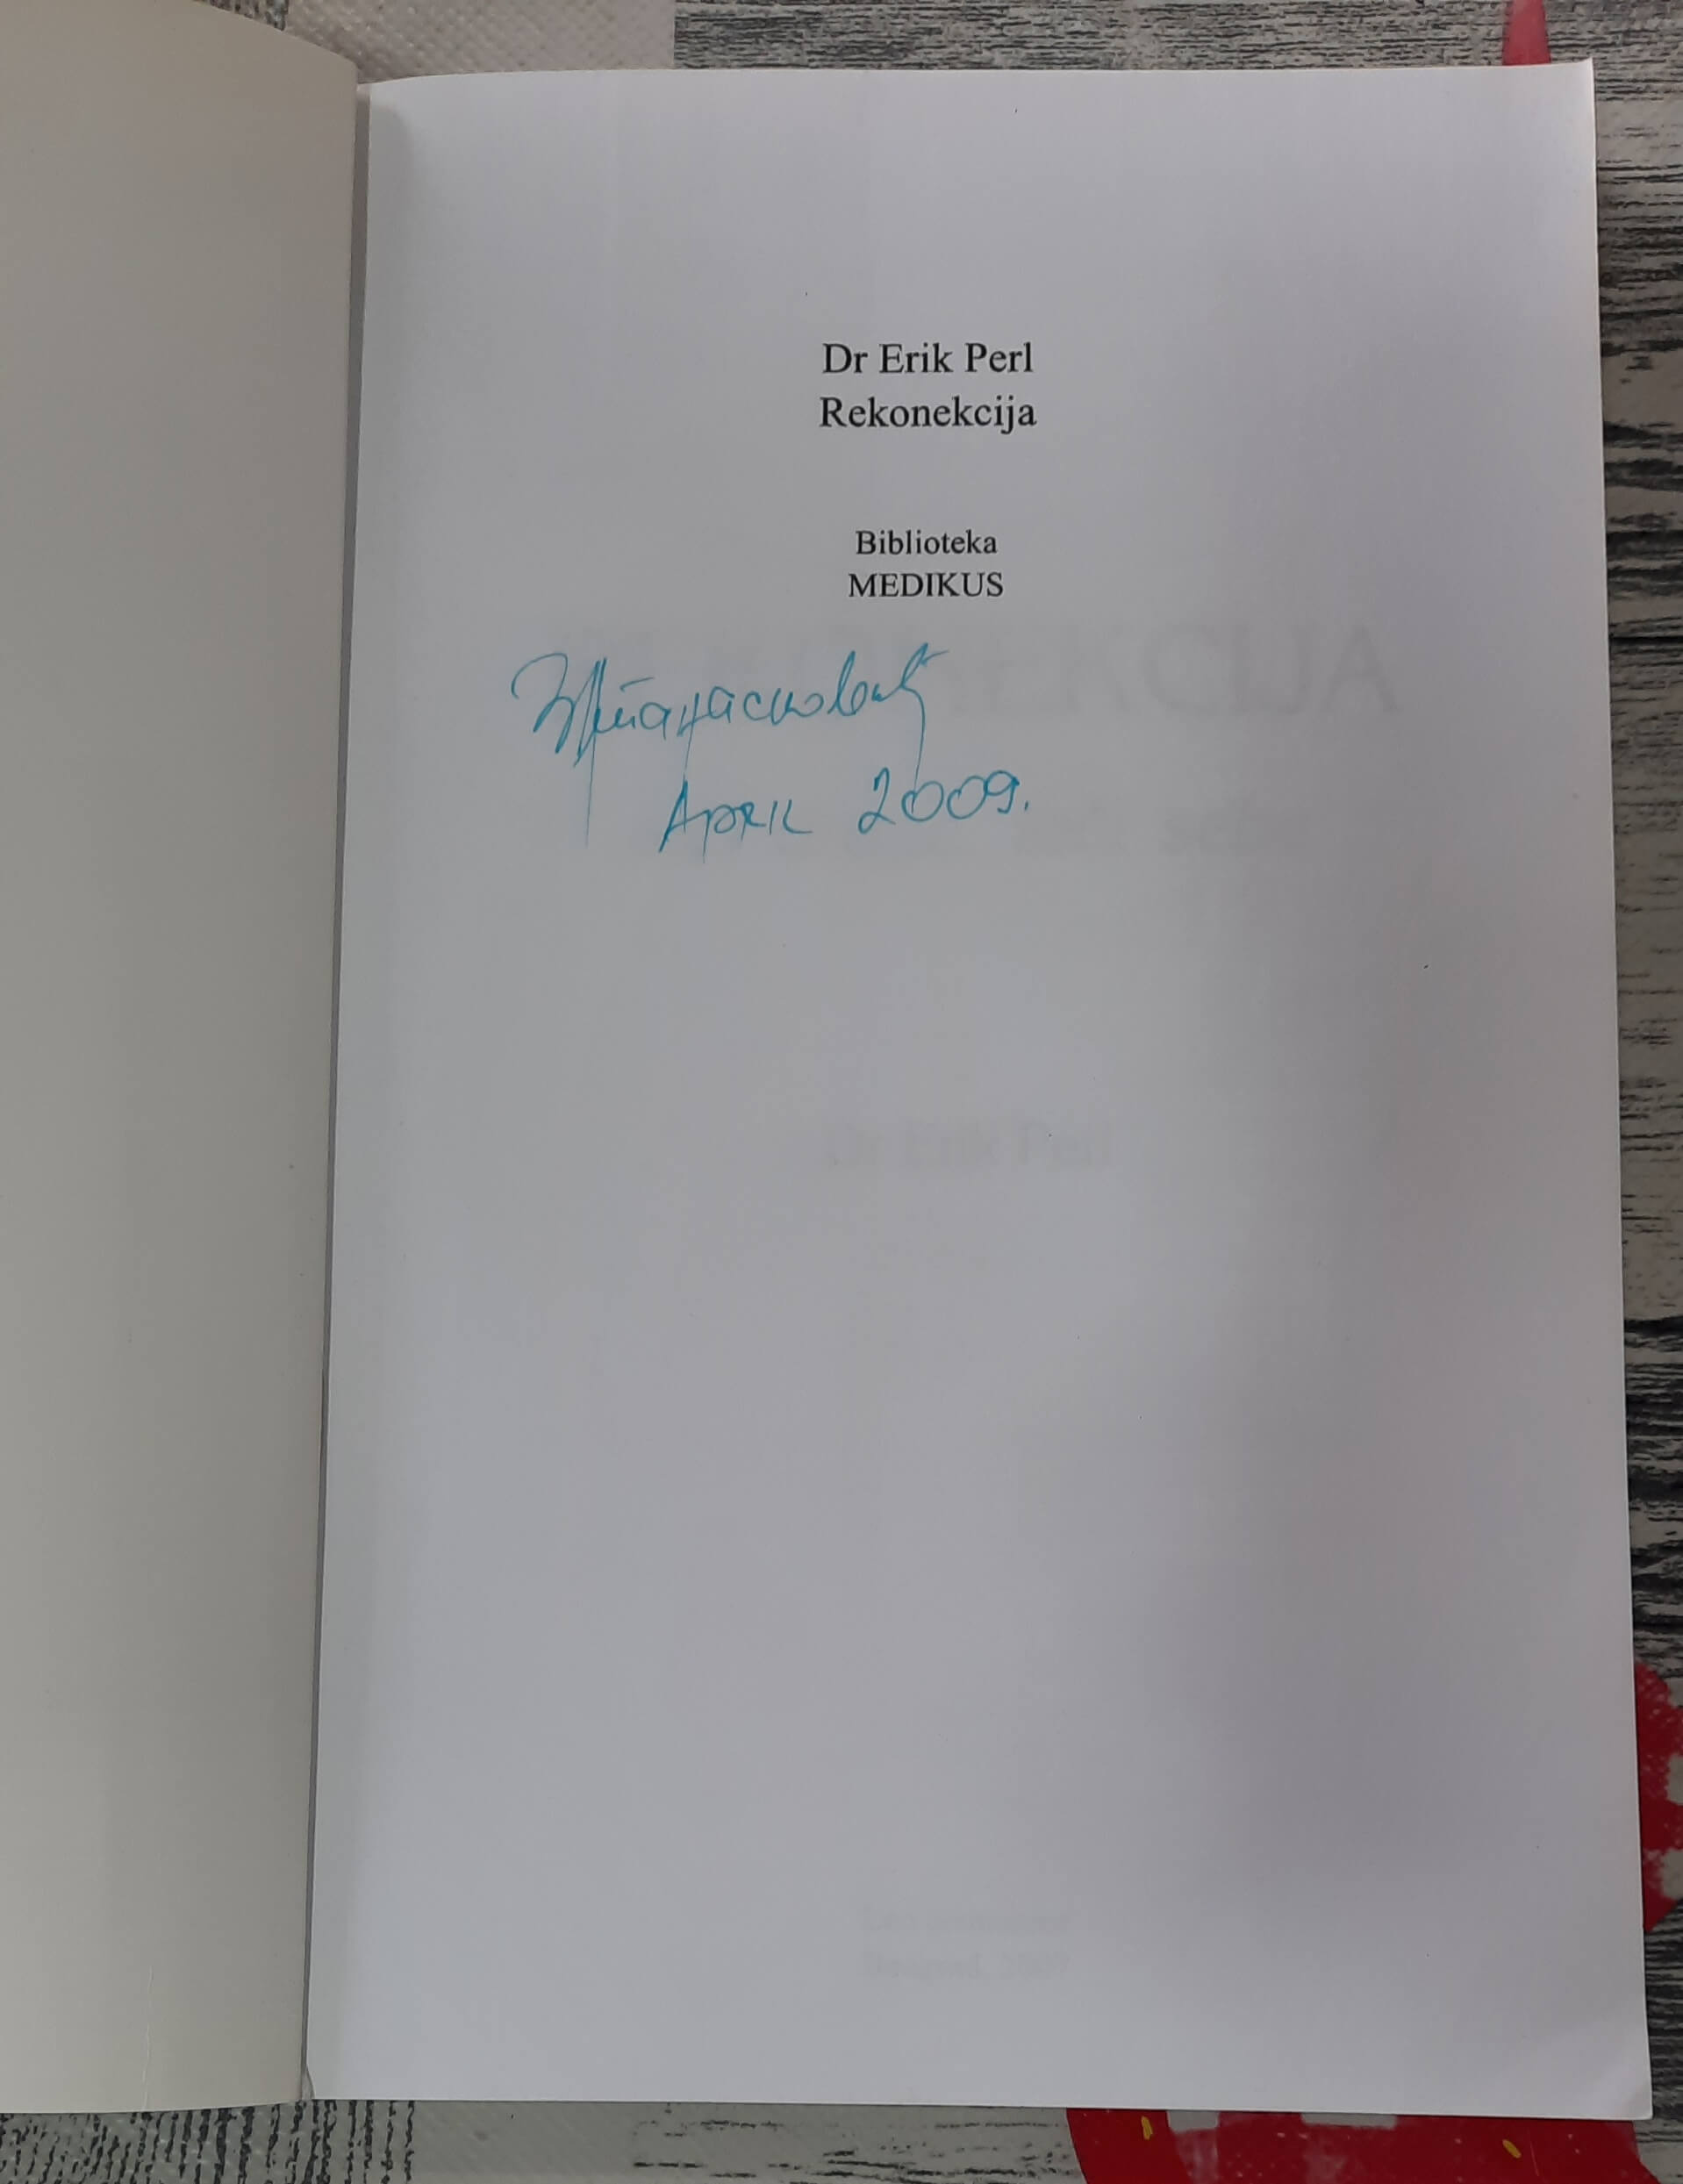 Dr Erik Perl
Rekonekcija
Biblioteka
MEDIKUS
April 2009.